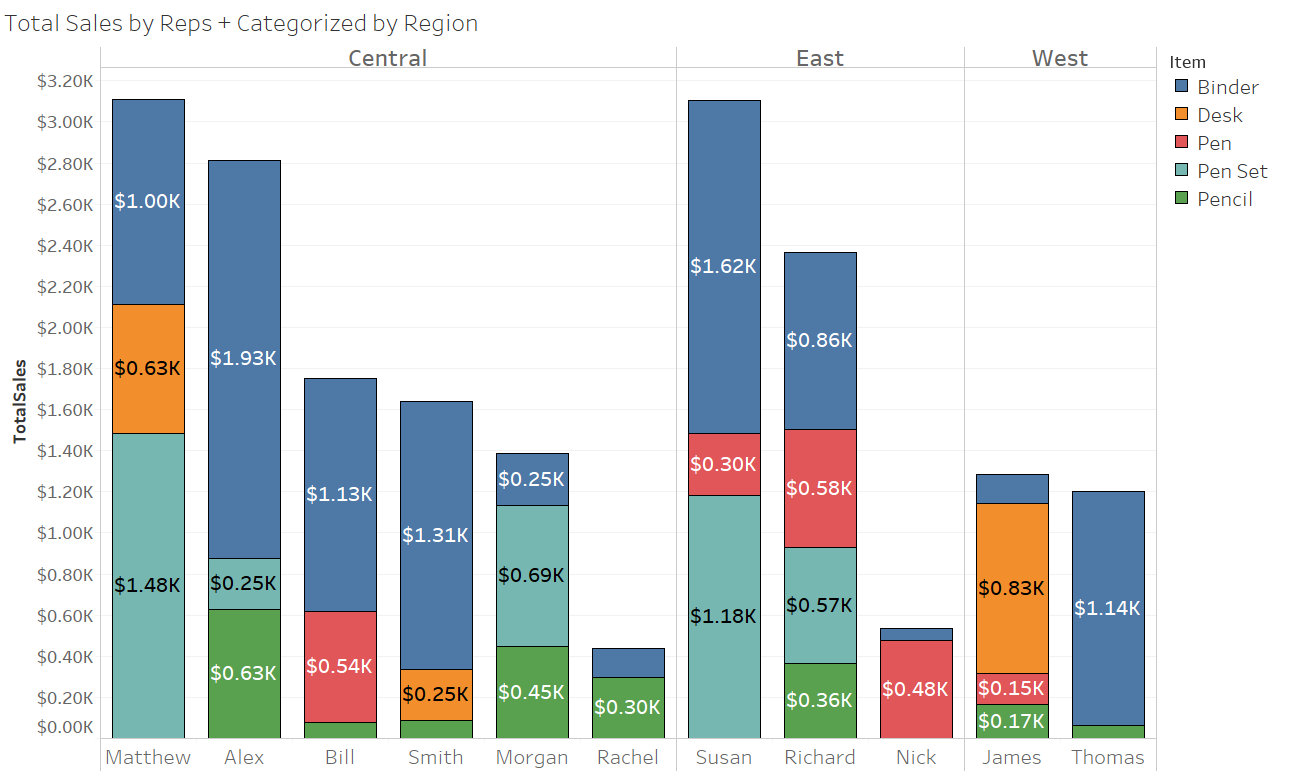 Total Sales by Reps + Categorized by Region
Central
East
West
Item
Binder
Desk
Pen
Pen Set
Pencil
TotalSales
$3.20K
$3.00K
$2.80K
$2.60K
$2.40K
$2.20K
$2.00K
$1.80K
$1.60K
$1.40K
$1.20K
$1.00K
$0.80K
$0.60K
$0.40K
$0.20K
$0.00K
$1.00K
$0.63K
$1.48K
$1.93K
$0.25K
$0.63K
$1.13K
$0.54K
$1.31K
$0.25K
$0.25K
$0.69K
$0.45K
$0.30K
$1.62K
$0.30K
$1.18K
$0.86K
$0.58K
$0.57K
$0.36K
$0.48K
$0.83K
$0.15K
$0.17K
$1.14K
Matthew
Alex
Bill
Smith
Morgan
Rachel
Susan
Richard
Nick
James
Thomas